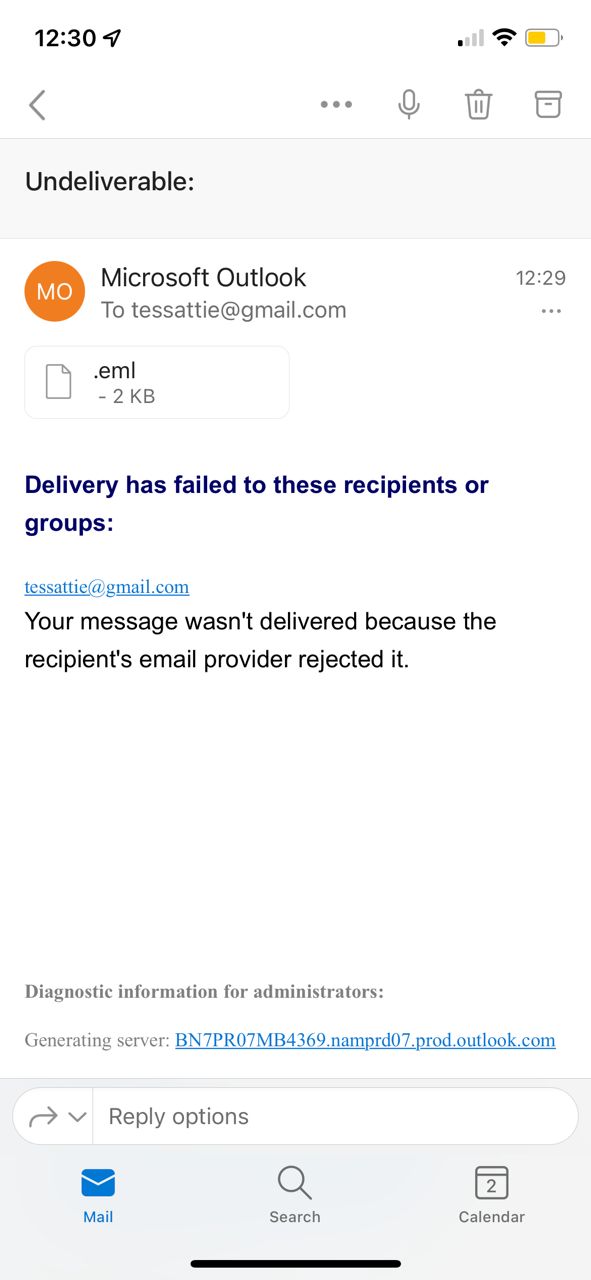 12:30
Undeliverable:
MO
Microsoft Outlook
12:29
To tessattie@gmail.com
.eml
- 2 KB
Delivery has failed to these recipients or
groups:
tessattie@gmail.com
Your message wasn't delivered because the
recipient's email provider rejected it.
Diagnostic information for administrators:
Generating server: BN7PR07MB4369.namprd07.prod.outlook.com
Reply options
2
Mail
Search
Calendar